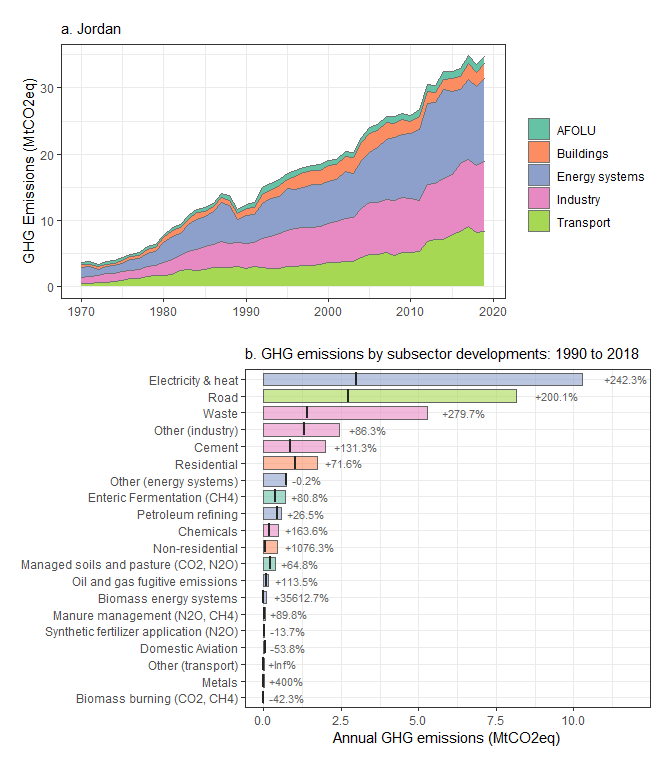 a. Jordan
GHG Emissions (MtCO2eq)
30
20
10
0
1970
1980
1990
2000
2010
2020
AFOLU
Buildings
Energy systems
Industry
Transport
b. GHG emissions by subsector developments: 1990 to 2018
Electricity & heat +242.3%
Road +200.1%
Waste +279.7%
Other (industry) +86.3%
Cement +131.3%
Residential +71.6%
Other (energy systems) -0.2%
Enteric Fermentation (CH4) +80.8%
Petroleum refining +26.5%
Chemicals +163.6%
Non-residential +1076.3%
Managed soils and pasture (CO2, N2O) +64.8%
Oil and gas fugitive emissions +113.5%
Biomass energy systems +35612.7%
Manure management (N2O, CH4) +89.8%
Synthetic fertilizer application (N2O) -13.7%
Domestic Aviation -53.8%
Other (transport) +Inf%
Metals +400%
Biomass burning (CO2, CH4) -42.3%
0.0
2.5
5.0
7.5
10.0
Annual GHG emissions (MtCO2eq)